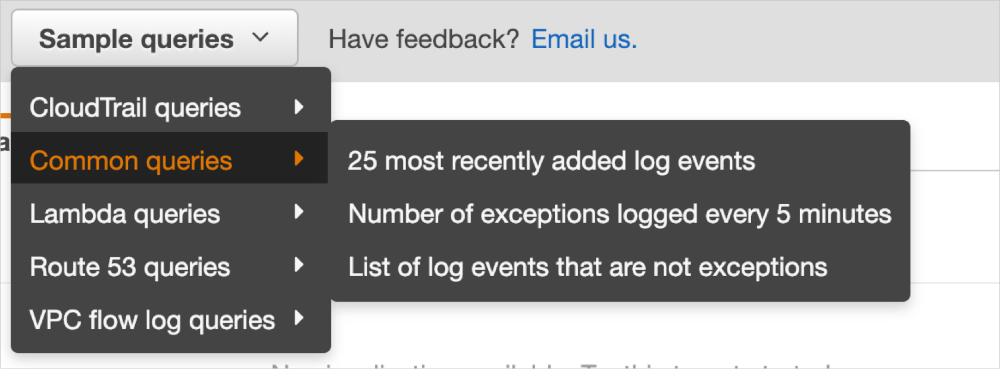 Sample queries
Have feedback? Email us.
CloudTrail queries
Common queries
Lambda queries
Route 53 queries
VPC flow log queries
25 most recently added log events
Number of exceptions logged every 5 minutes
List of log events that are not exceptions